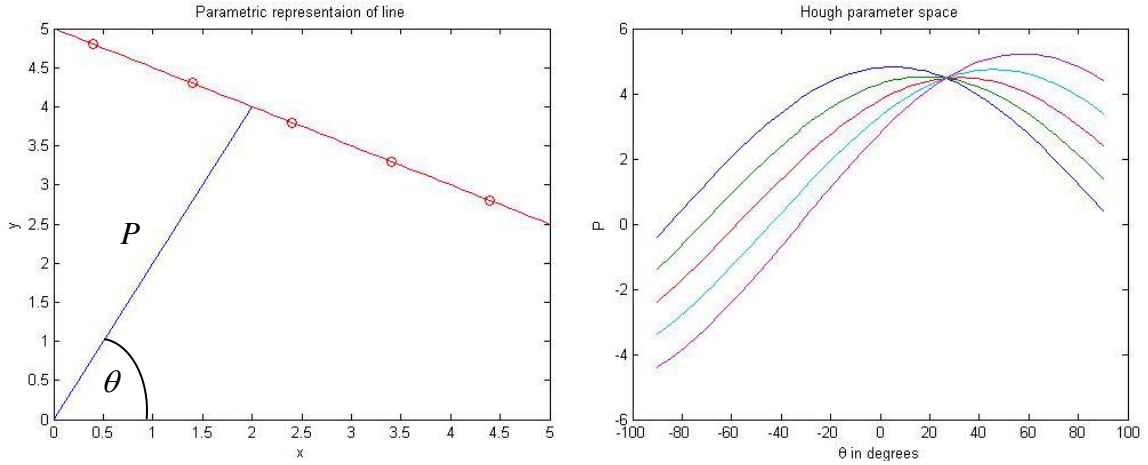 Parametric representaion of line
5
4.5
4
3.5
3
2.5
2
1.5
1
0.5
0
y
P
θ
0 0.5 1 1.5 2 2.5 3 3.5 4 4.5 5
x
Hough parameter space
6
4
2
0
-2
-4
-6
P
-100 -80 -60 -40 -20 0 20 40 60 80 100
θ in degrees